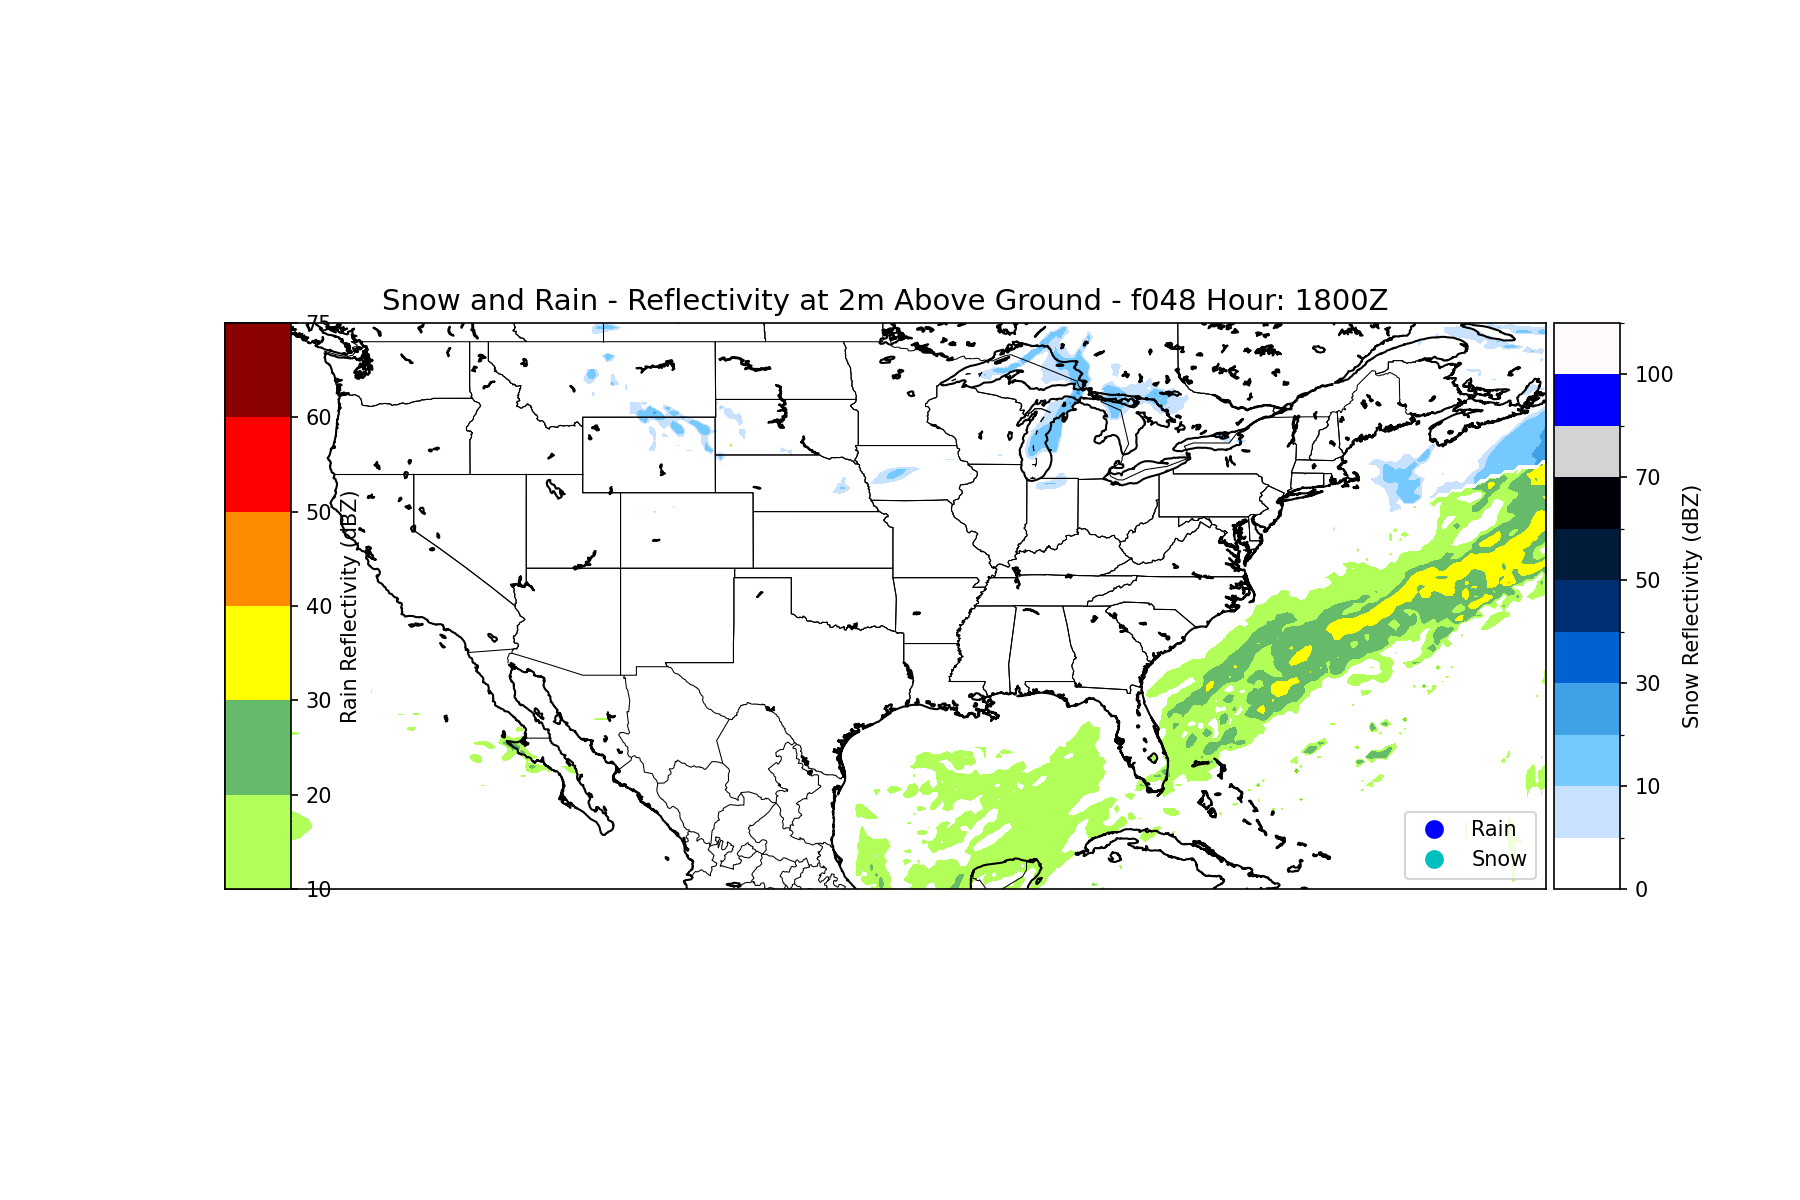 Snow and Rain - Reflectivity at 2m Above Ground - f048 Hour: 1800Z
75
60
50
40
30
20
10
Rain Reflectivity (dBZ)
100
70
50
30
10
0
Snow Reflectivity (dBZ)
Rain
Snow